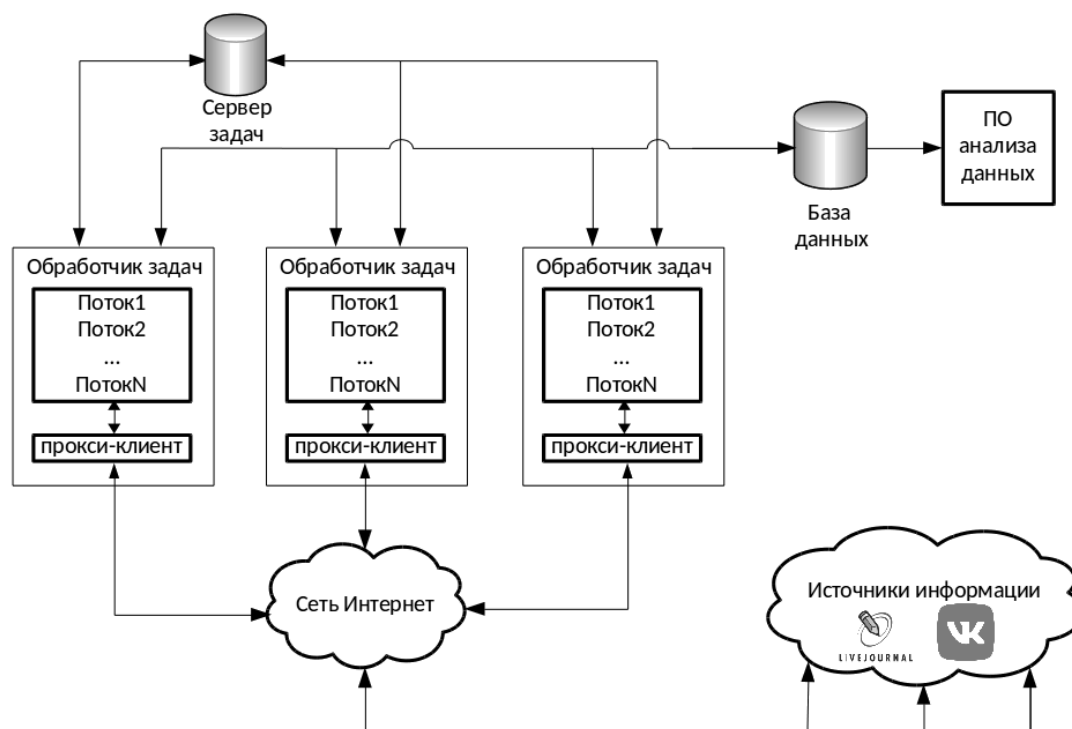 Сервер
задач
База
данных
ПО
анализа
данных
Обработчик задач
Поток1
Поток2
...
ПотокN
прокси-клиент
Обработчик задач
Поток1
Поток2
...
ПотокN
прокси-клиент
Обработчик задач
Поток1
Поток2
...
ПотокN
прокси-клиент
Сеть Интернет
Источники информации
LIVEJOURNAL
VK